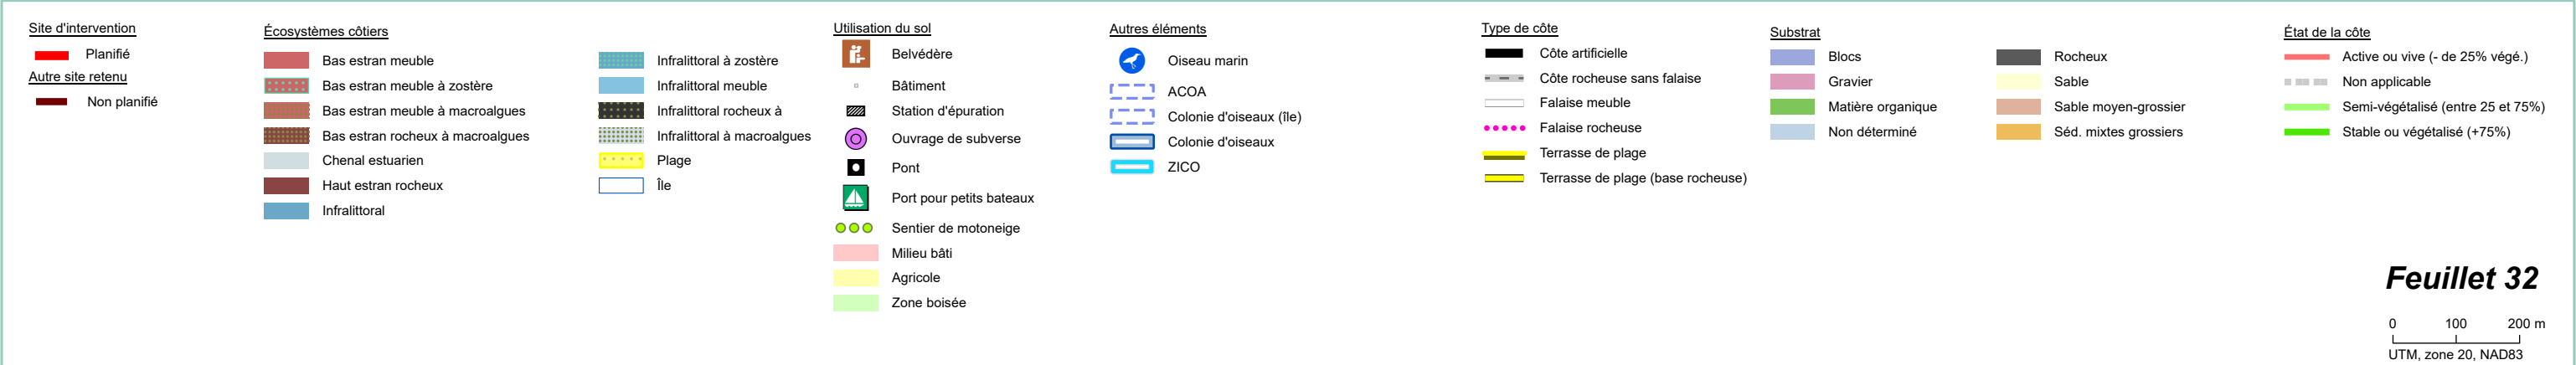 Site d'intervention
Planifié
Autre site retenu
Non planifié
Écosystèmes côtiers
Bas estran meuble
Bas estran meuble à zostère
Bas estran meuble à macroalgues
Bas estran rocheux à macroalgues
Chenal estuarien
Haut estran rocheux
Infralittoral
Infralittoral à zostère
Infralittoral meuble
Infralittoral rocheux à
Infralittoral à macroalgues
Plage
Île
Utilisation du sol
Belvédère
Bâtiment
Station d'épuration
Ouvrage de subverse
Pont
Port pour petits bateaux
Sentier de motoneige
Milieu bâti
Agricole
Zone boisée
Autres éléments
Oiseau marin
ACOA
Colonie d'oiseaux (île)
Colonie d'oiseaux
ZICO
Type de côte
Côte artificielle
Côte rocheuse sans falaise
Falaise meuble
Falaise rocheuse
Terrasse de plage
Terrasse de plage (base rocheuse)
Substrat
Blocs
Gravier
Matière organique
Non déterminé
Rocheux
Sable
Sable moyen-grossier
Séd. mixtes grossiers
État de la côte
Active ou vive (- de 25% végé.)
Non applicable
Semi-végétalisé (entre 25 et 75%)
Stable ou végétalisé (+75%)
Feuillet 32
0 100 200 m
UTM, zone 20, NAD83